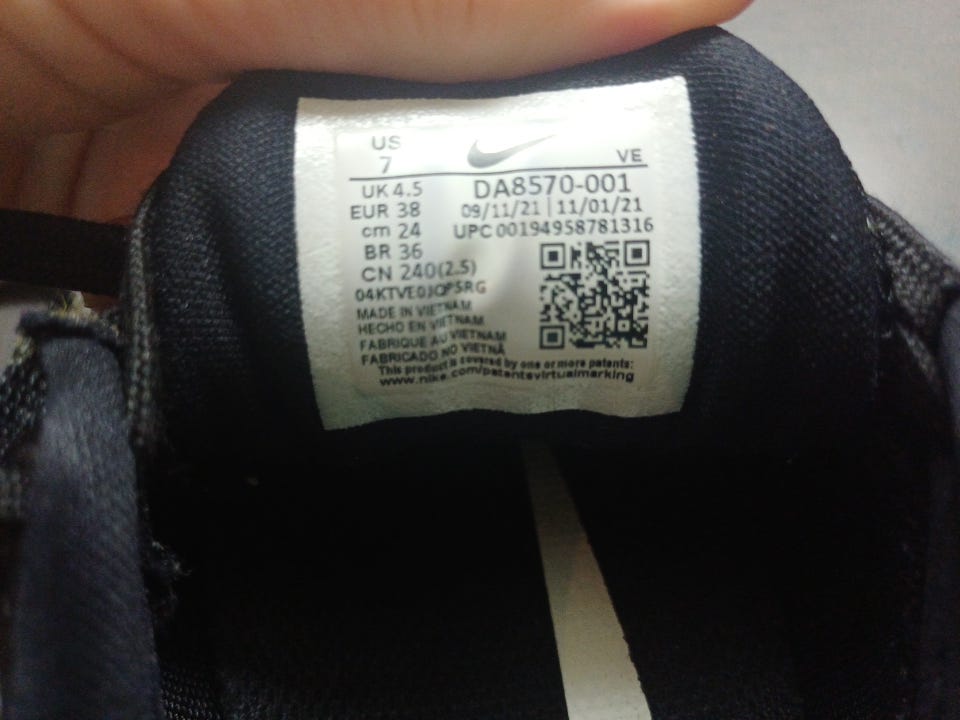 US
7
VE
UK 4.5
DA8570-001
EUR 38
09/11/21 | 11/01/21
cm 24
UPC 00194958781316
BR 36
CN 240(2.5)
MADE IN VIETNAM
HECHO EN VIETNAM
FABRIQUE AU VIETNAM
FABRICADO NO VIETNÃ
This product is covered by one or more patents:
www.nike.com/patentsvirtualmarking